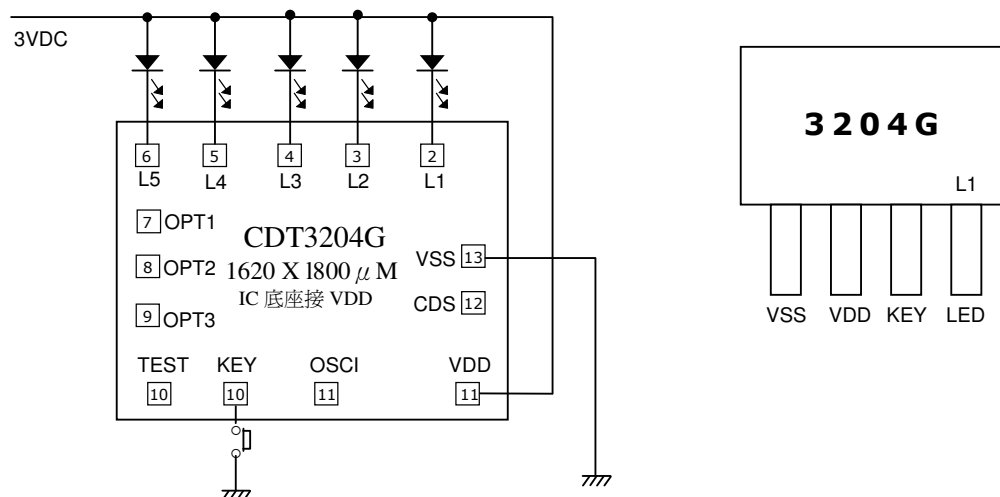 3VDC
6 5 4 3 2
L5 L4 L3 L2 L1
7 OPT1
8 OPT2
9 OPT3
CDT3204G
1620 X 1800 μ M
IC 底座接 VDD
VSS 13
CDS 12
TEST KEY OSCI VDD
10 10 11 11
3204G
L1
VSS VDD KEY LED